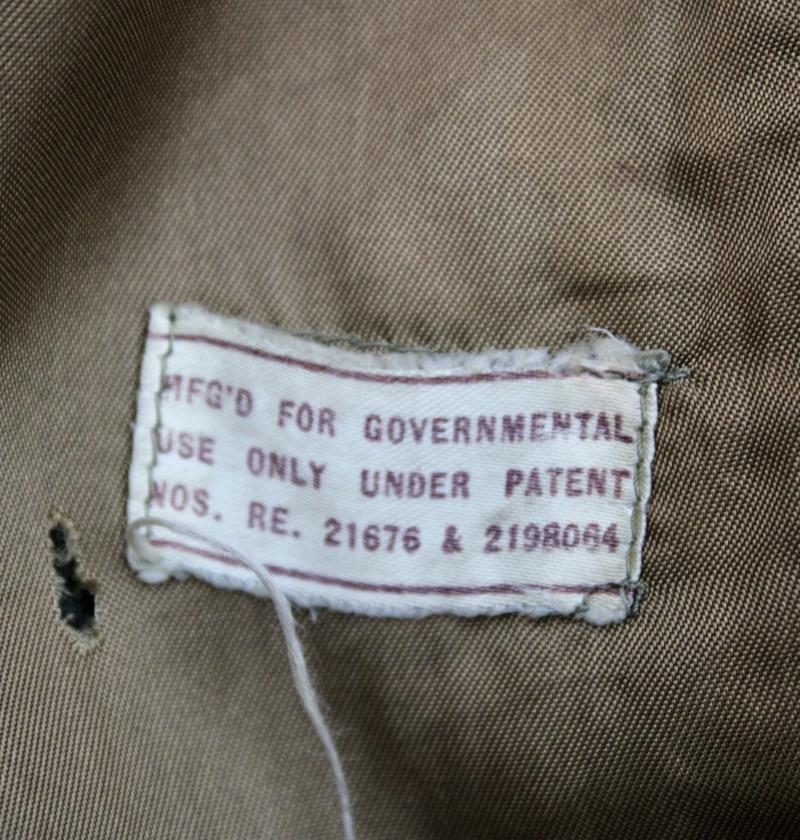 MFG'D FOR GOVERNMENTAL
USE ONLY UNDER PATENT
NOS. RE. 21676 & 2198064